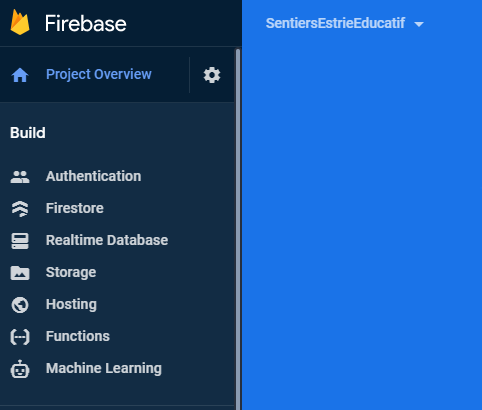 Firebase
SentiersEstrieEducatif
Project Overview
Build
Authentication
Firestore
Realtime Database
Storage
Hosting
Functions
Machine Learning